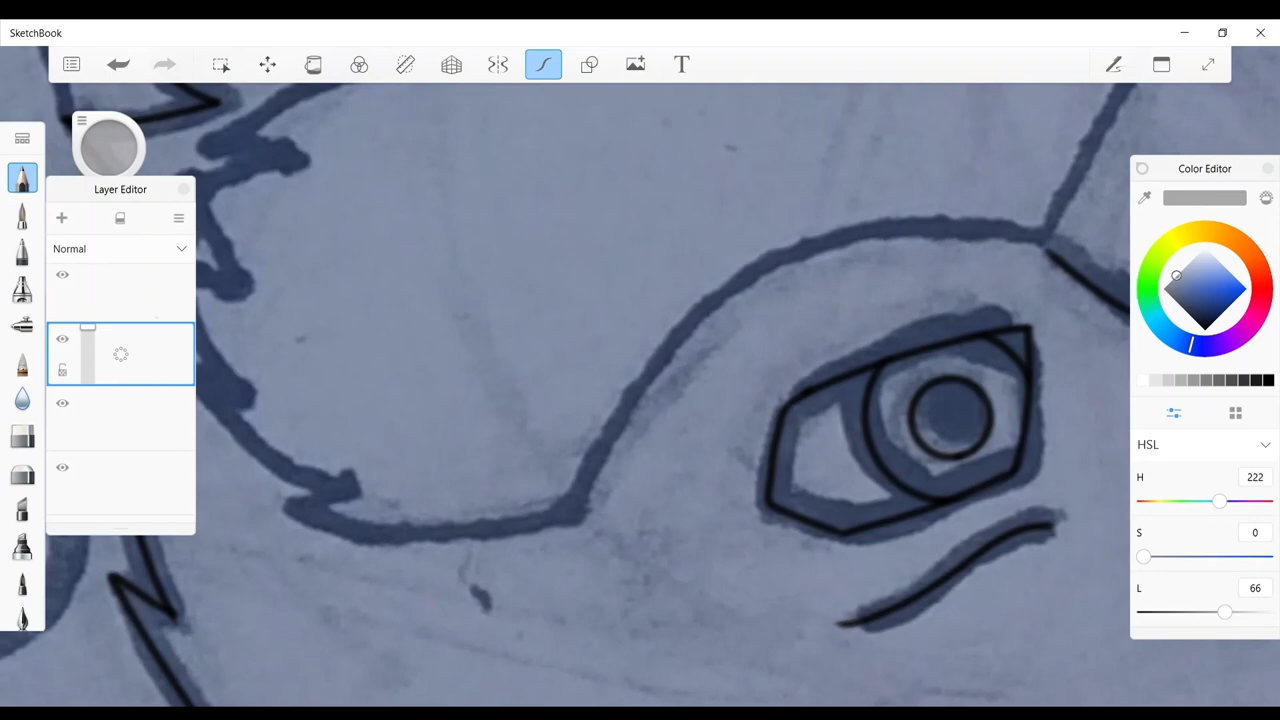 SketchBook
T
Layer Editor
Normal
Color Editor
HSL
H 222
S 0
L 66